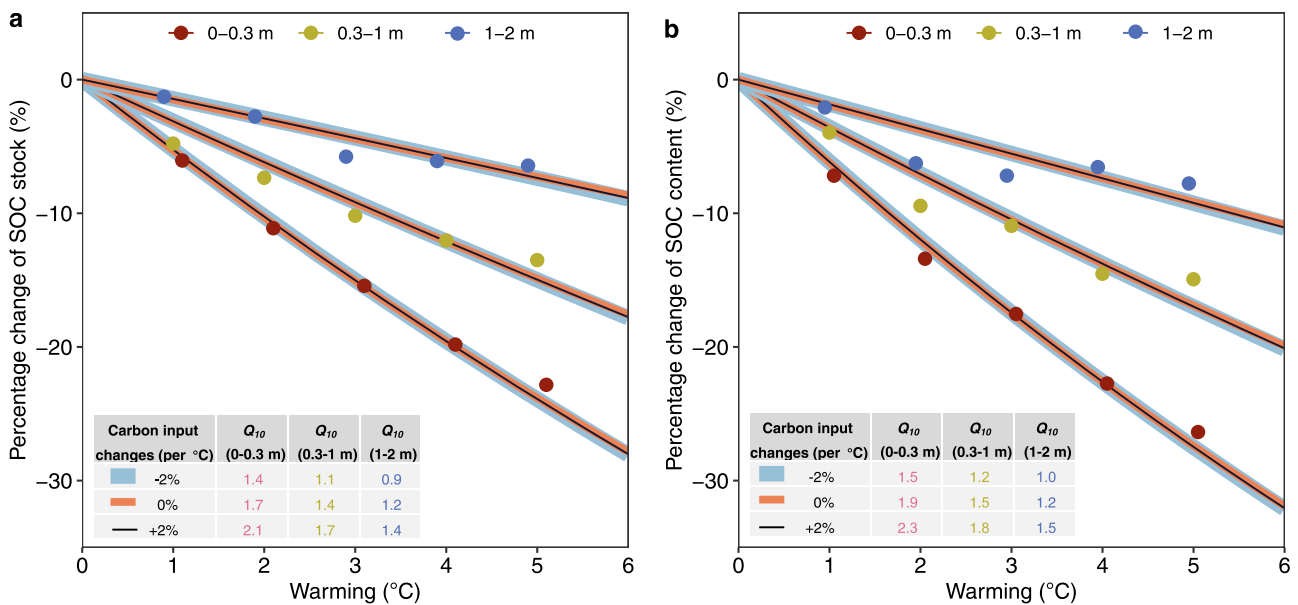 a
0–0.3 m 0.3–1 m 1–2 m
Percentage change of SOC stock (%)
0
−10
−20
−30
Carbon input Q10 Q10 Q10
changes (per °C) (0-0.3 m) (0.3-1 m) (1-2 m)
-2% 1.4 1.1 0.9
0% 1.7 1.4 1.2
+2% 2.1 1.7 1.4
0 1 2 3 4 5 6
Warming (°C)
b
0–0.3 m 0.3–1 m 1–2 m
Percentage change of SOC content (%)
0
−10
−20
−30
Carbon input Q10 Q10 Q10
changes (per °C) (0-0.3 m) (0.3-1 m) (1-2 m)
-2% 1.5 1.2 1.0
0% 1.9 1.5 1.2
+2% 2.3 1.8 1.5
0 1 2 3 4 5 6
Warming (°C)